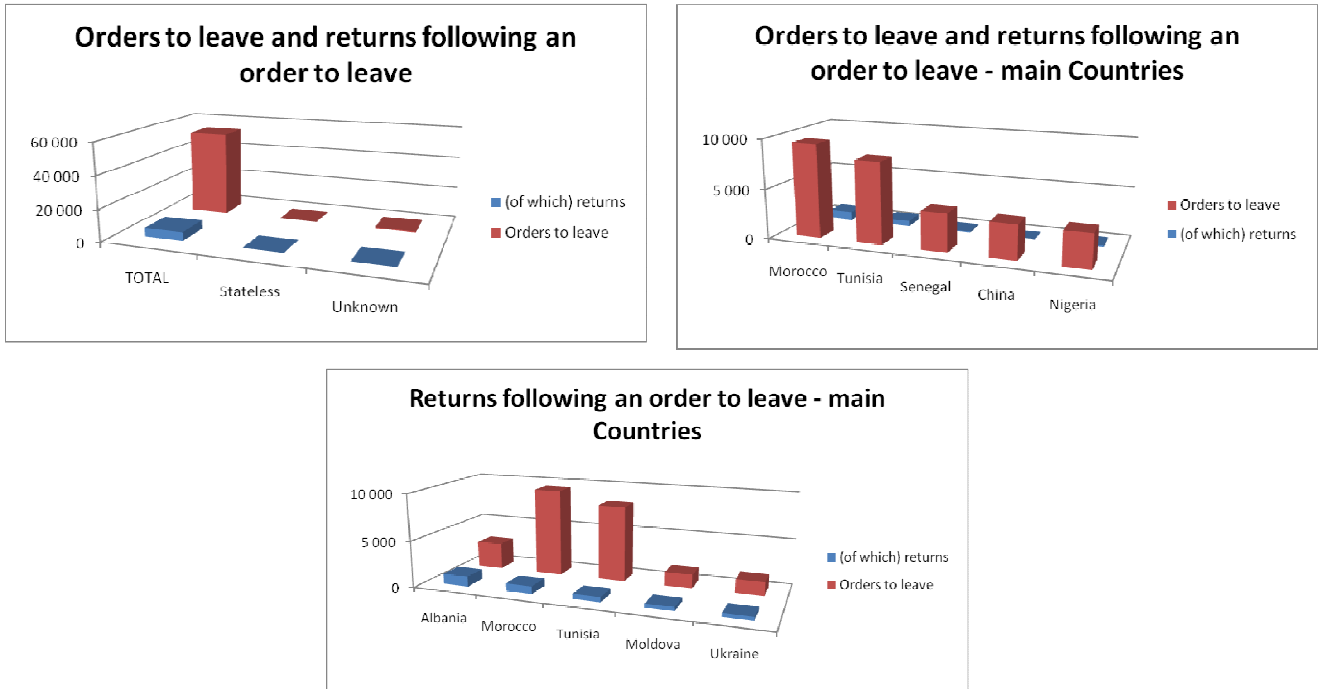 Orders to leave and returns following an
order to leave
60 000
40 000
20 000
0
TOTAL
Stateless
Unknown
(of which) returns
Orders to leave
Orders to leave and returns following an
order to leave - main Countries
10 000
5 000
0
Morocco
Tunisia
Senegal
China
Nigeria
Orders to leave
(of which) returns
Returns following an order to leave - main
Countries
10 000
5 000
0
Albania
Morocco
Tunisia
Moldova
Ukraine
(of which) returns
Orders to leave